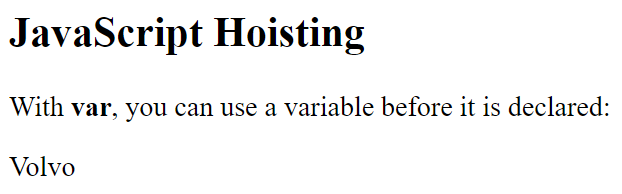 JavaScript Hoisting
With var, you can use a variable before it is declared:
Volvo